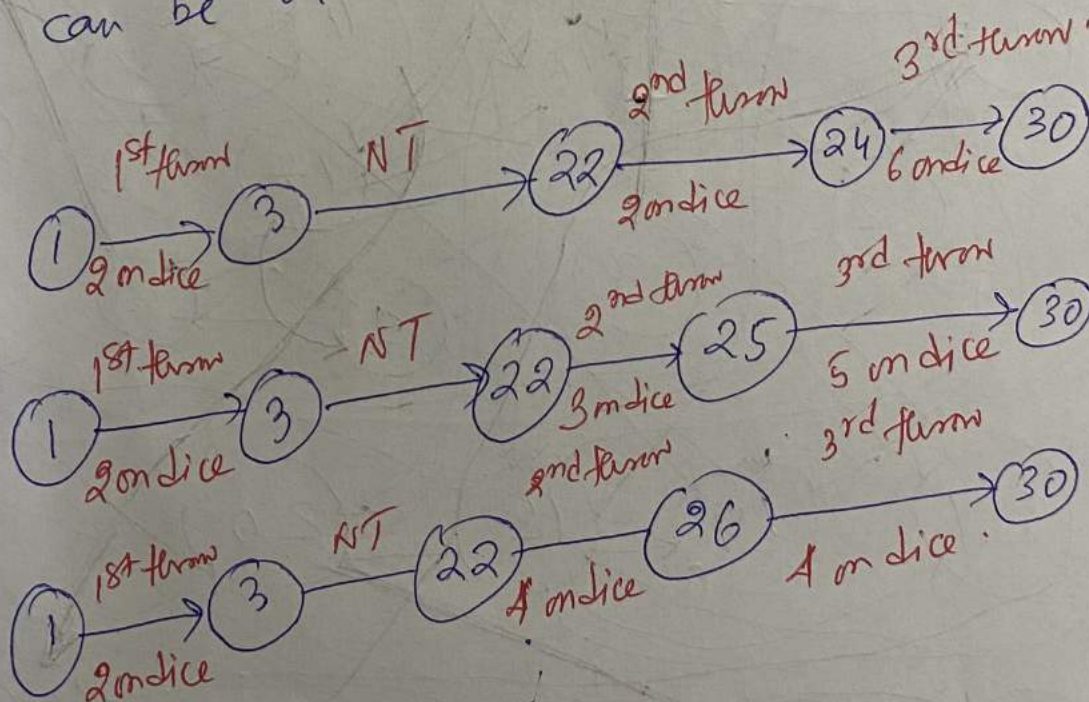 can be
1st throw NT 2nd throw 3rd throw
1 3 22 24 30
2 on dice 2 on dice 6 on dice
1st throw NT 2nd throw 3rd throw
1 3 22 25 30
2 on dice 3 on dice 5 on dice
1st throw NT 2nd throw 3rd throw
1 3 22 26 30
2 on dice 4 on dice 4 on dice.